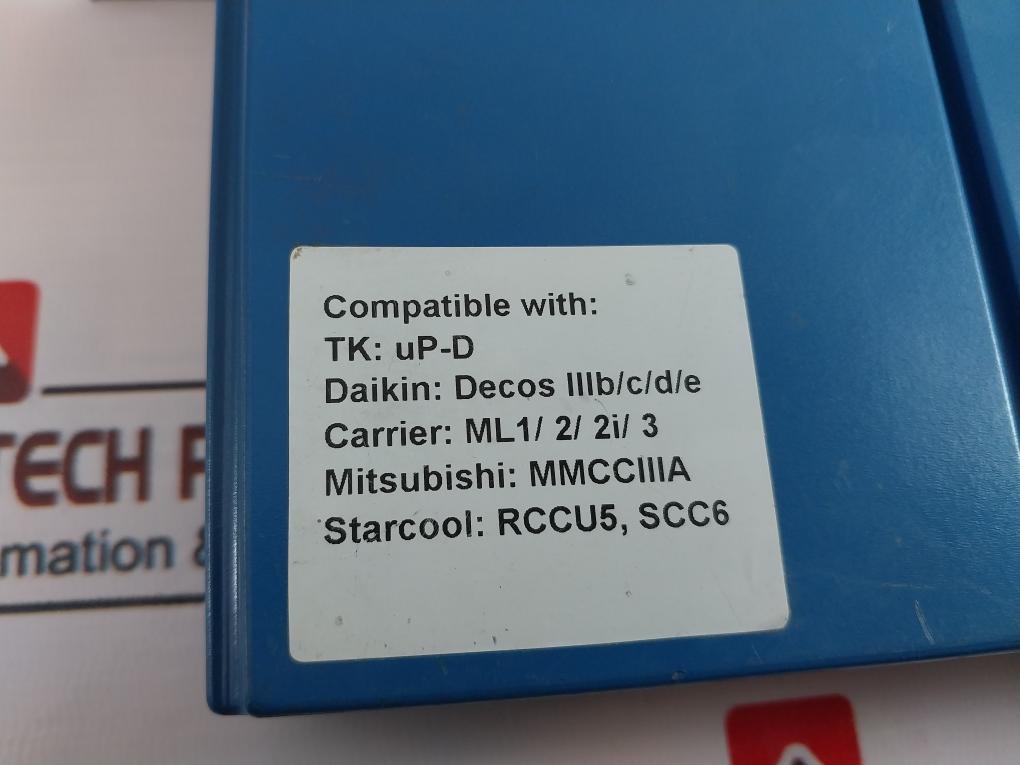 Compatible with:
TK: uP-D
Daikin: Decos IIIb/c/d/e
Carrier: ML1/ 2/ 2i/ 3
Mitsubishi: MMCCIIIA
Starcool: RCCU5, SCC6
TECH
mation &